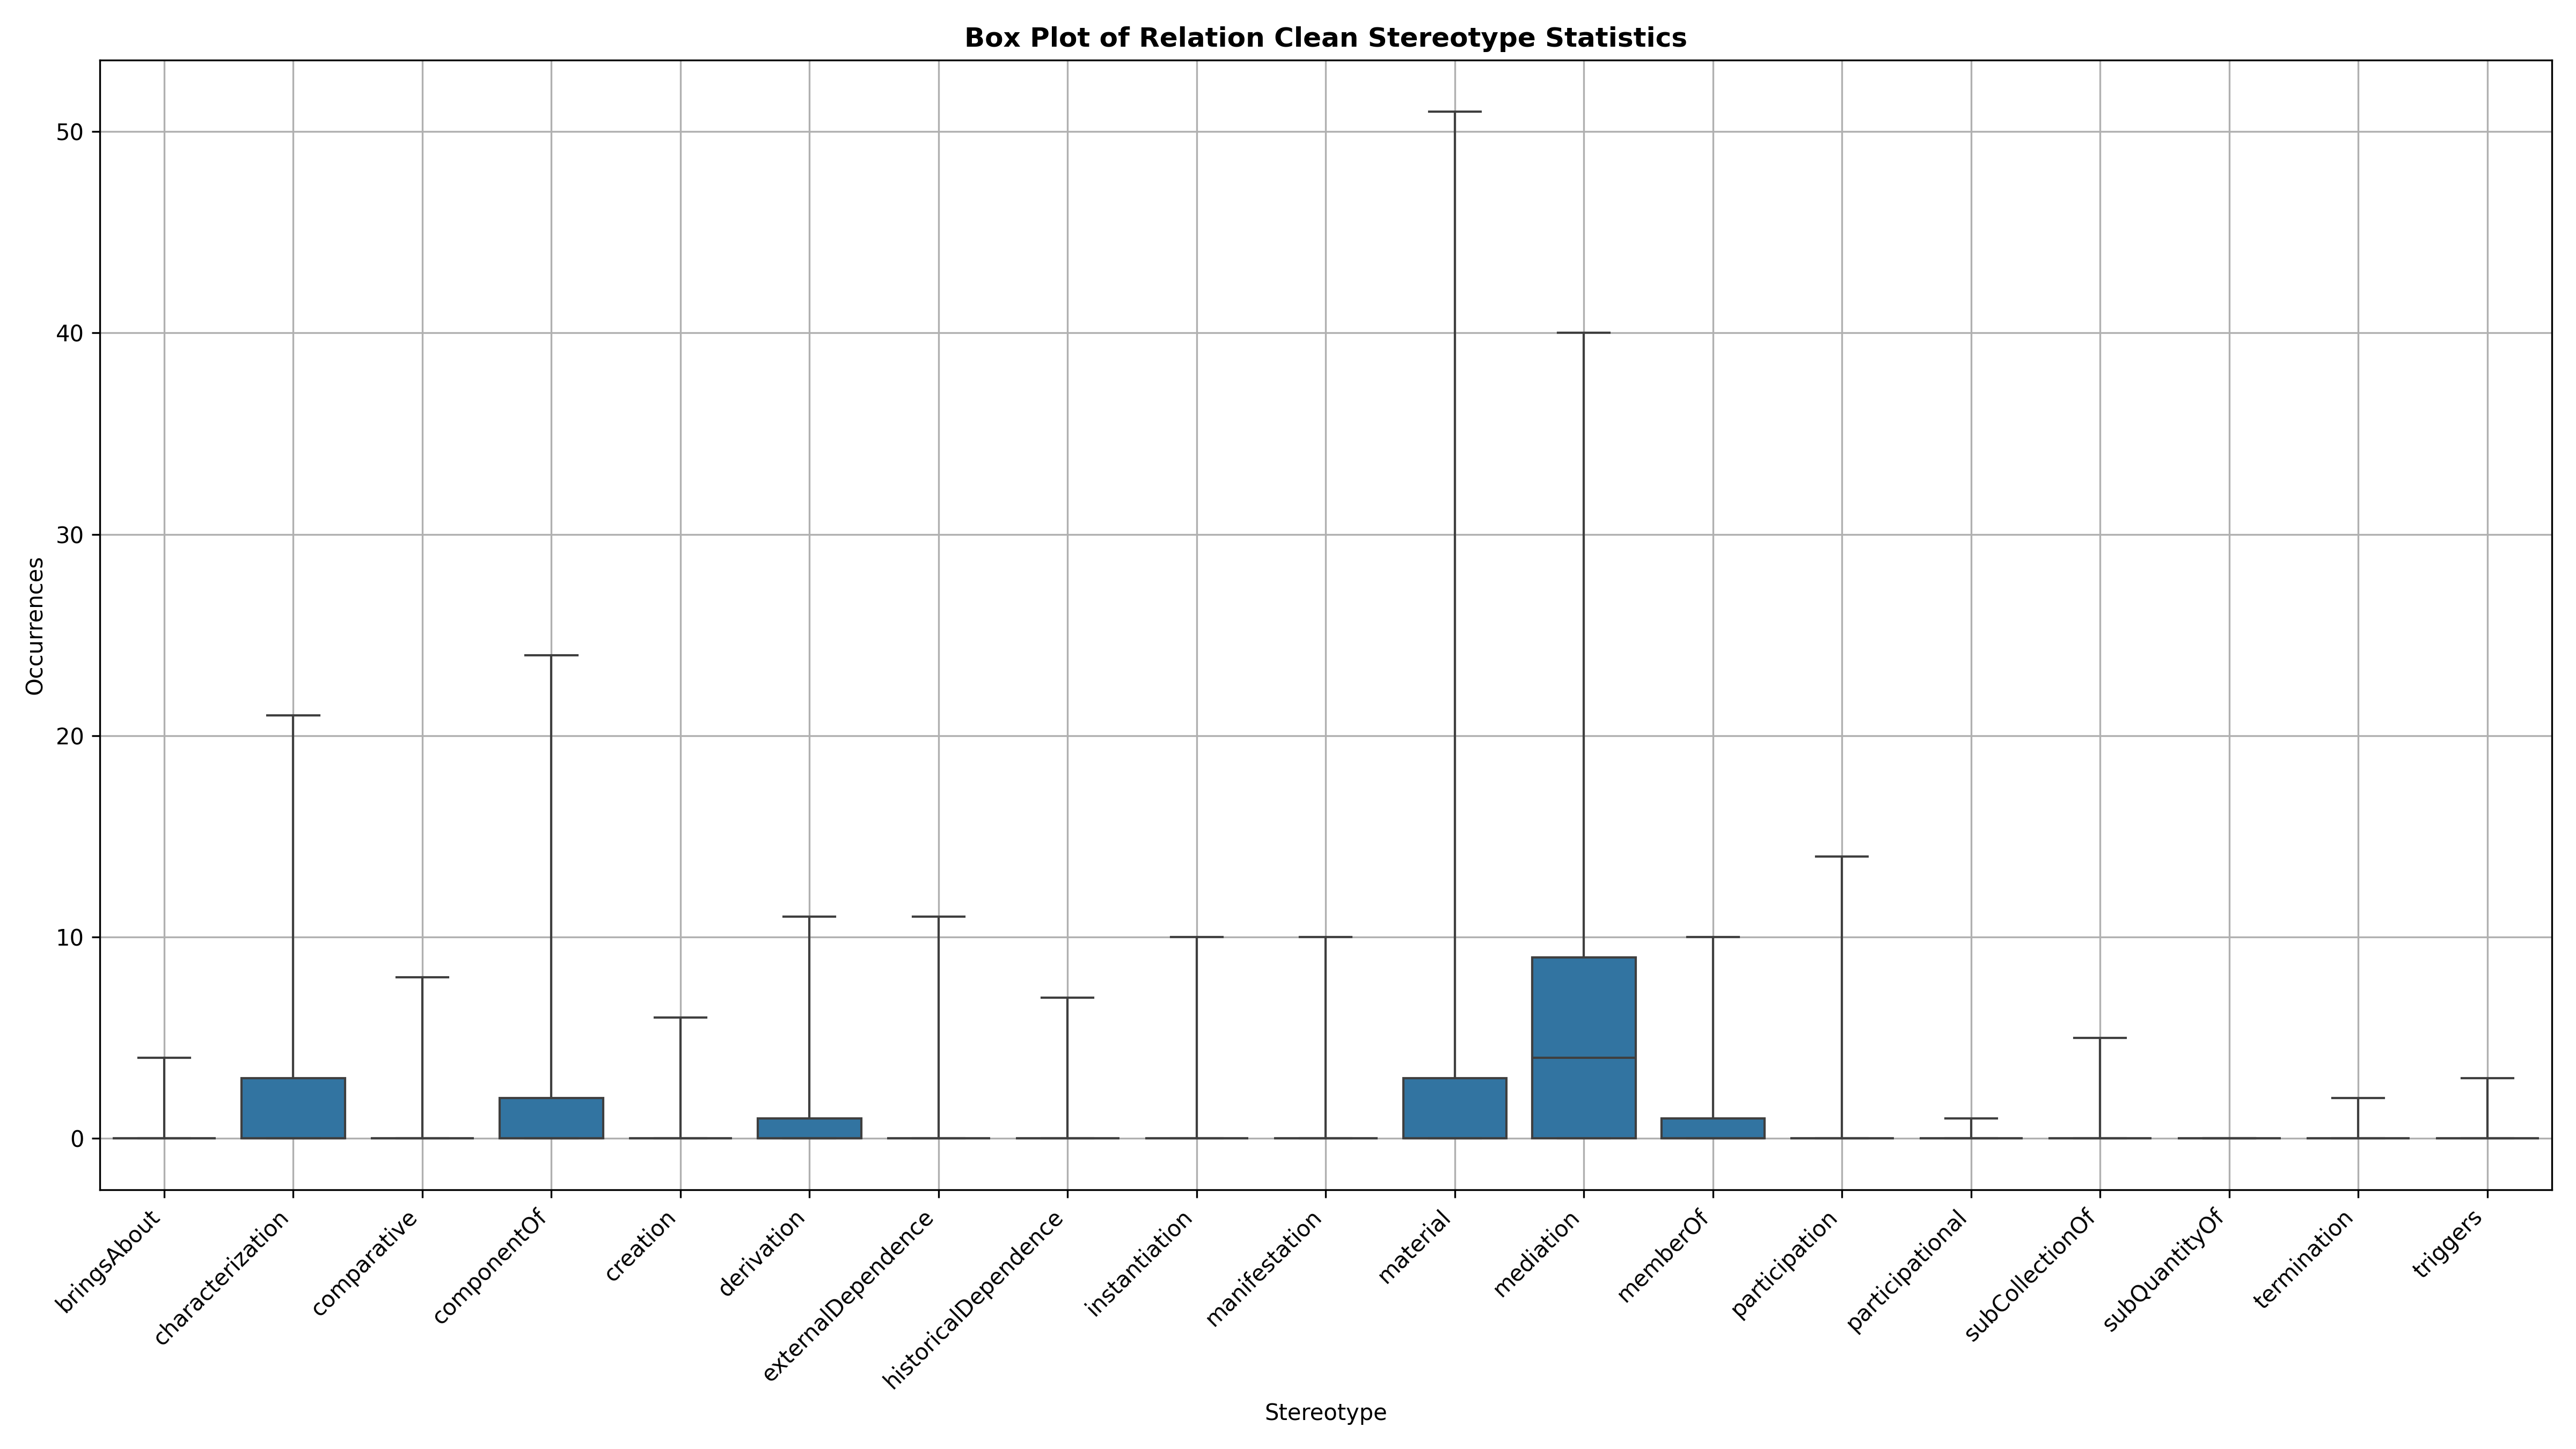 Box Plot of Relation Clean Stereotype Statistics
Occurrences
50
40
30
20
10
0
bringsAbout
characterization
comparative
componentOf
creation
derivation
externalDependence
historicalDependence
instantiation
manifestation
material
mediation
memberOf
participation
participational
subCollectionOf
subQuantityOf
termination
triggers
Stereotype